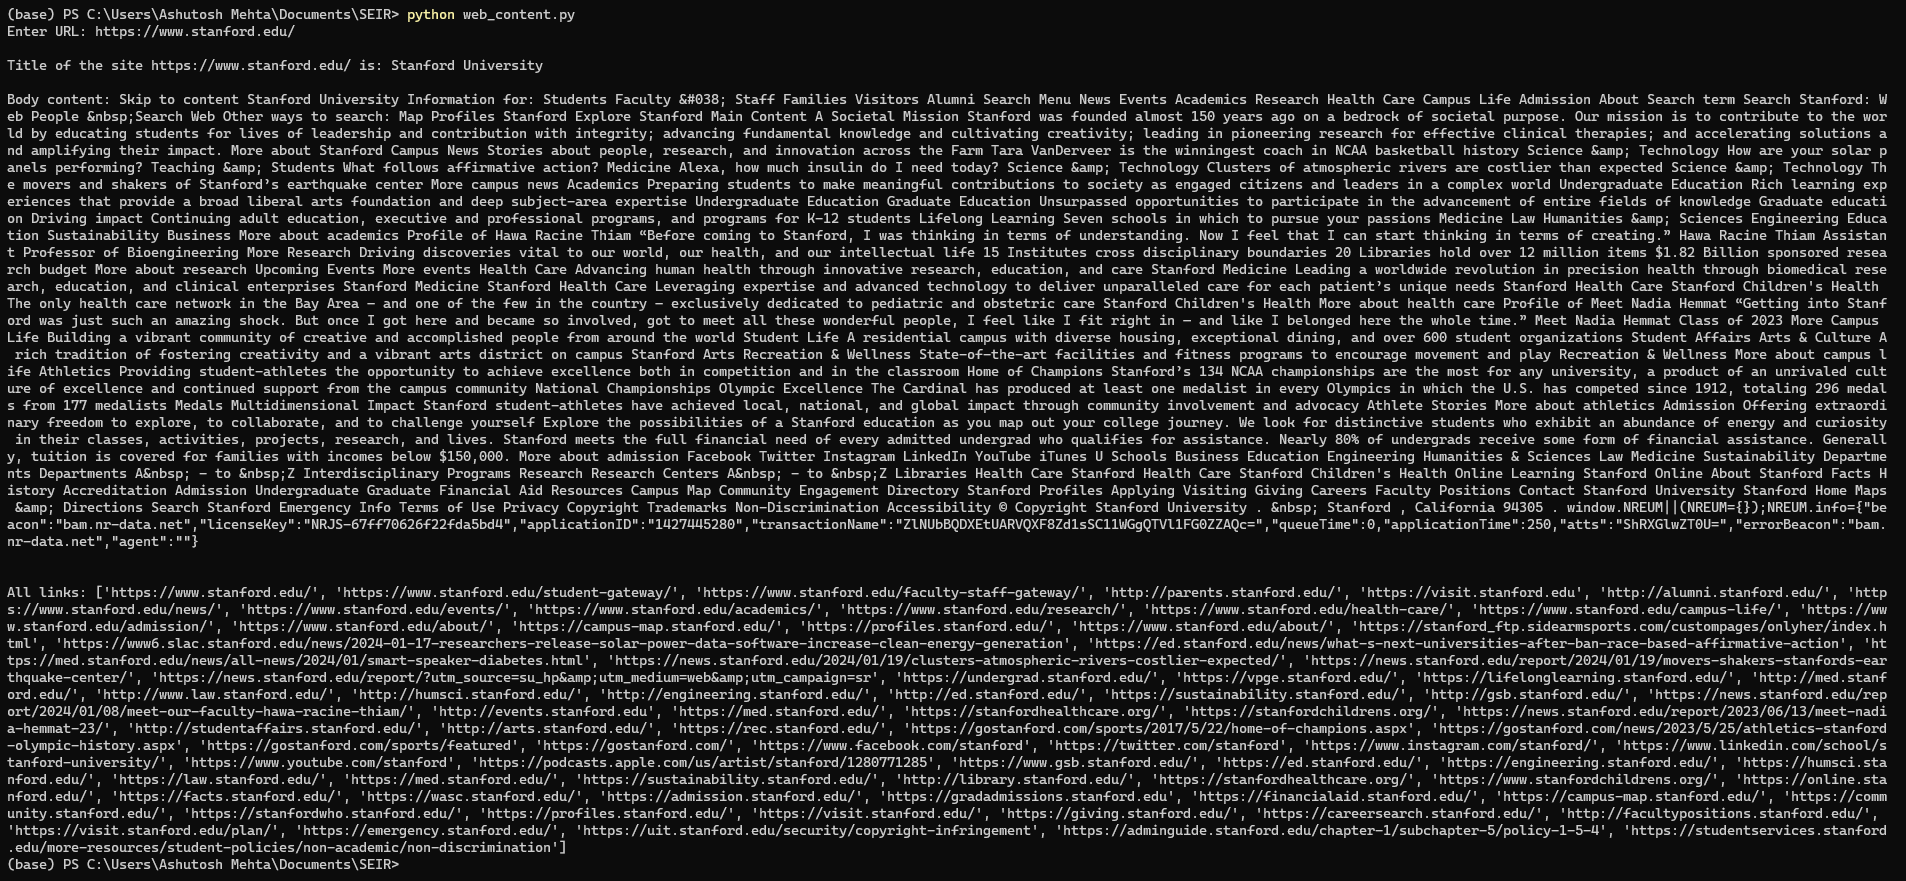 (base) PS C:\Users\Ashutosh Mehta\Documents\SEIR> python web_content.py
Enter URL: https://www.stanford.edu/
Title of the site https://www.stanford.edu/ is: Stanford University
Body content: Skip to content Stanford University Information for: Students Faculty &#038; Staff Families Visitors Alumni Search Menu News Events Academics Research Health Care Campus Life Admission About Search term Search Stanford: W
eb People &nbsp;Search Web Other ways to search: Map Profiles Stanford Explore Stanford Main Content A Societal Mission Stanford was founded almost 150 years ago on a bedrock of societal purpose. Our mission is to contribute to the wor
ld by educating students for lives of leadership and contribution with integrity; advancing fundamental knowledge and cultivating creativity; leading in pioneering research for effective clinical therapies; and accelerating solutions a
nd amplifying their impact. More about Stanford Campus News Stories about people, research, and innovation across the Farm Tara VanDerveer is the winningest coach in NCAA basketball history Science &amp; Technology How are your solar p
anels performing? Teaching &amp; Students What follows affirmative action? Medicine Alexa, how much insulin do I need today? Science &amp; Technology Clusters of atmospheric rivers are costlier than expected Science &amp; Technology Th
e movers and shakers of Stanford’s earthquake center More campus news Academics Preparing students to make meaningful contributions to society as engaged citizens and leaders in a complex world Undergraduate Education Rich learning exp
eriences that provide a broad liberal arts foundation and deep subject-area expertise Undergraduate Education Graduate Education Unsurpassed opportunities to participate in the advancement of entire fields of knowledge Graduate educati
on Driving impact Continuing adult education, executive and professional programs, and programs for K-12 students Lifelong Learning Seven schools in which to pursue your passions Medicine Law Humanities &amp; Sciences Engineering Educa
tion Sustainability Business More about academics Profile of Hawa Racine Thiam “Before coming to Stanford, I was thinking in terms of understanding. Now I feel that I can start thinking in terms of creating.” Hawa Racine Thiam Assistan
t Professor of Bioengineering More Research Driving discoveries vital to our world, our health, and our intellectual life 15 Institutes cross disciplinary boundaries 20 Libraries hold over 12 million items $1.82 Billion sponsored resea
rch budget More about research Upcoming Events More events Health Care Advancing human health through innovative research, education, and care Stanford Medicine Leading a worldwide revolution in precision health through biomedical rese
arch, education, and clinical enterprises Stanford Medicine Stanford Health Care Leveraging expertise and advanced technology to deliver unparalleled care for each patient’s unique needs Stanford Health Care Stanford Children's Health
The only health care network in the Bay Area – and one of the few in the country – exclusively dedicated to pediatric and obstetric care Stanford Children's Health More about health care Profile of Meet Nadia Hemmat “Getting into Stanf
ord was just such an amazing shock. But once I got here and became so involved, got to meet all these wonderful people, I feel like I fit right in – and like I belonged here the whole time.” Meet Nadia Hemmat Class of 2023 More Campus
Life Building a vibrant community of creative and accomplished people from around the world Student Life A residential campus with diverse housing, exceptional dining, and over 600 student organizations Student Affairs Arts & Culture A
rich tradition of fostering creativity and a vibrant arts district on campus Stanford Arts Recreation & Wellness State-of-the-art facilities and fitness programs to encourage movement and play Recreation & Wellness More about campus l
ife Athletics Providing student-athletes the opportunity to achieve excellence both in competition and in the classroom Home of Champions Stanford’s 134 NCAA championships are the most for any university, a product of an unrivaled cult
ure of excellence and continued support from the campus community National Championships Olympic Excellence The Cardinal has produced at least one medalist in every Olympics in which the U.S. has competed since 1912, totaling 296 medal
s from 177 medalists Medals Multidimensional Impact Stanford student-athletes have achieved local, national, and global impact through community involvement and advocacy Athlete Stories More about athletics Admission Offering extraordi
nary freedom to explore, to collaborate, and to challenge yourself Explore the possibilities of a Stanford education as you map out your college journey. We look for distinctive students who exhibit an abundance of energy and curiosity
in their classes, activities, projects, research, and lives. Stanford meets the full financial need of every admitted undergrad who qualifies for assistance. Nearly 80% of undergrads receive some form of financial assistance. Generall
y, tuition is covered for families with incomes below $150,000. More about admission Facebook Twitter Instagram LinkedIn YouTube iTunes U Schools Business Education Engineering Humanities & Sciences Law Medicine Sustainability Departme
nts Departments A&nbsp; – to &nbsp;Z Interdisciplinary Programs Research Research Centers A&nbsp; – to &nbsp;Z Libraries Health Care Stanford Health Care Stanford Children's Health Online Learning Stanford Online About Stanford Facts H
istory Accreditation Admission Undergraduate Graduate Financial Aid Resources Campus Map Community Engagement Directory Stanford Profiles Applying Visiting Giving Careers Faculty Positions Contact Stanford University Stanford Home Maps
&amp; Directions Search Stanford Emergency Info Terms of Use Privacy Copyright Trademarks Non-Discrimination Accessibility © Copyright Stanford University . &nbsp; Stanford , California 94305 . window.NREUM||(NREUM={});NREUM.info={"be
acon":"bam.nr-data.net","licenseKey":"NRJS-67ff70626f22fda5bd4","applicationID":"1427445280","transactionName":"ZlNUbBQDXEtUARVQXF8Zd1sSC11WGgQTVl1FG0ZZAQc=","queueTime":0,"applicationTime":250,"atts":"ShRXGlwZT0U=","errorBeacon":"bam.
nr-data.net","agent":""}
All links: ['https://www.stanford.edu/', 'https://www.stanford.edu/student-gateway/', 'https://www.stanford.edu/faculty-staff-gateway/', 'http://parents.stanford.edu/', 'https://visit.stanford.edu', 'http://alumni.stanford.edu/', 'http
s://www.stanford.edu/news/', 'https://www.stanford.edu/events/', 'https://www.stanford.edu/academics/', 'https://www.stanford.edu/research/', 'https://www.stanford.edu/health-care/', 'https://www.stanford.edu/campus-life/', 'https://ww
w.stanford.edu/admission/', 'https://www.stanford.edu/about/', 'https://campus-map.stanford.edu/', 'https://profiles.stanford.edu/', 'https://www.stanford.edu/about/', 'https://stanford_ftp.sidearmsports.com/custompages/onlyher/index.h
tml', 'https://www6.slac.stanford.edu/news/2024-01-17-researchers-release-solar-power-data-software-increase-clean-energy-generation', 'https://ed.stanford.edu/news/what-s-next-universities-after-ban-race-based-affirmative-action', 'ht
tps://med.stanford.edu/news/all-news/2024/01/smart-speaker-diabetes.html', 'https://news.stanford.edu/2024/01/19/clusters-atmospheric-rivers-costlier-expected/', 'https://news.stanford.edu/report/2024/01/19/movers-shakers-stanfords-ear
thquake-center/', 'https://news.stanford.edu/report/?utm_source=su_hp&amp;utm_medium=web&amp;utm_campaign=sr', 'https://undergrad.stanford.edu/', 'https://vpge.stanford.edu/', 'https://lifelonglearning.stanford.edu/', 'http://med.stanf
ord.edu/', 'http://www.law.stanford.edu/', 'http://humsci.stanford.edu/', 'http://engineering.stanford.edu/', 'http://ed.stanford.edu/', 'https://sustainability.stanford.edu/', 'http://gsb.stanford.edu/', 'https://news.stanford.edu/rep
ort/2024/01/08/meet-our-faculty-hawa-racine-thiam/', 'http://events.stanford.edu', 'https://med.stanford.edu/', 'https://stanfordhealthcare.org/', 'https://stanfordchildrens.org/', 'https://news.stanford.edu/report/2023/06/13/meet-nadi
a-hemmat-23/', 'http://studentaffairs.stanford.edu/', 'http://arts.stanford.edu/', 'https://rec.stanford.edu/', 'https://gostanford.com/sports/2017/5/22/home-of-champions.aspx', 'https://gostanford.com/news/2023/5/25/athletics-stanford
-olympic-history.aspx', 'https://gostanford.com/sports/featured', 'https://gostanford.com/', 'https://www.facebook.com/stanford', 'https://twitter.com/stanford', 'https://www.instagram.com/stanford/', 'https://www.linkedin.com/school/s
tanford-university/', 'https://www.youtube.com/stanford', 'https://podcasts.apple.com/us/artist/stanford/1280771285', 'https://www.gsb.stanford.edu/', 'https://ed.stanford.edu/', 'https://engineering.stanford.edu/', 'https://humsci.sta
nford.edu/', 'https://law.stanford.edu/', 'https://med.stanford.edu/', 'https://sustainability.stanford.edu/', 'http://library.stanford.edu/', 'https://stanfordhealthcare.org/', 'https://www.stanfordchildrens.org/', 'https://online.sta
nford.edu/', 'https://facts.stanford.edu/', 'https://wasc.stanford.edu/', 'https://admission.stanford.edu/', 'https://gradadmissions.stanford.edu', 'https://financialaid.stanford.edu/', 'https://campus-map.stanford.edu/', 'https://comm
unity.stanford.edu/', 'https://stanfordwho.stanford.edu/', 'https://profiles.stanford.edu/', 'https://visit.stanford.edu/', 'https://giving.stanford.edu/', 'https://careersearch.stanford.edu/', 'http://facultypositions.stanford.edu/',
'https://visit.stanford.edu/plan/', 'https://emergency.stanford.edu/', 'https://uit.stanford.edu/security/copyright-infringement', 'https://adminguide.stanford.edu/chapter-1/subchapter-5/policy-1-5-4', 'https://studentservices.stanford
.edu/more-resources/student-policies/non-academic/non-discrimination']
(base) PS C:\Users\Ashutosh Mehta\Documents\SEIR>